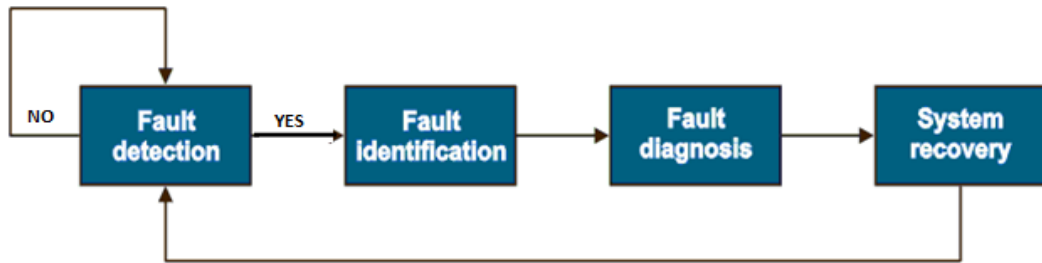 NO
Fault
detection
YES
Fault
identification
Fault
diagnosis
System
recovery